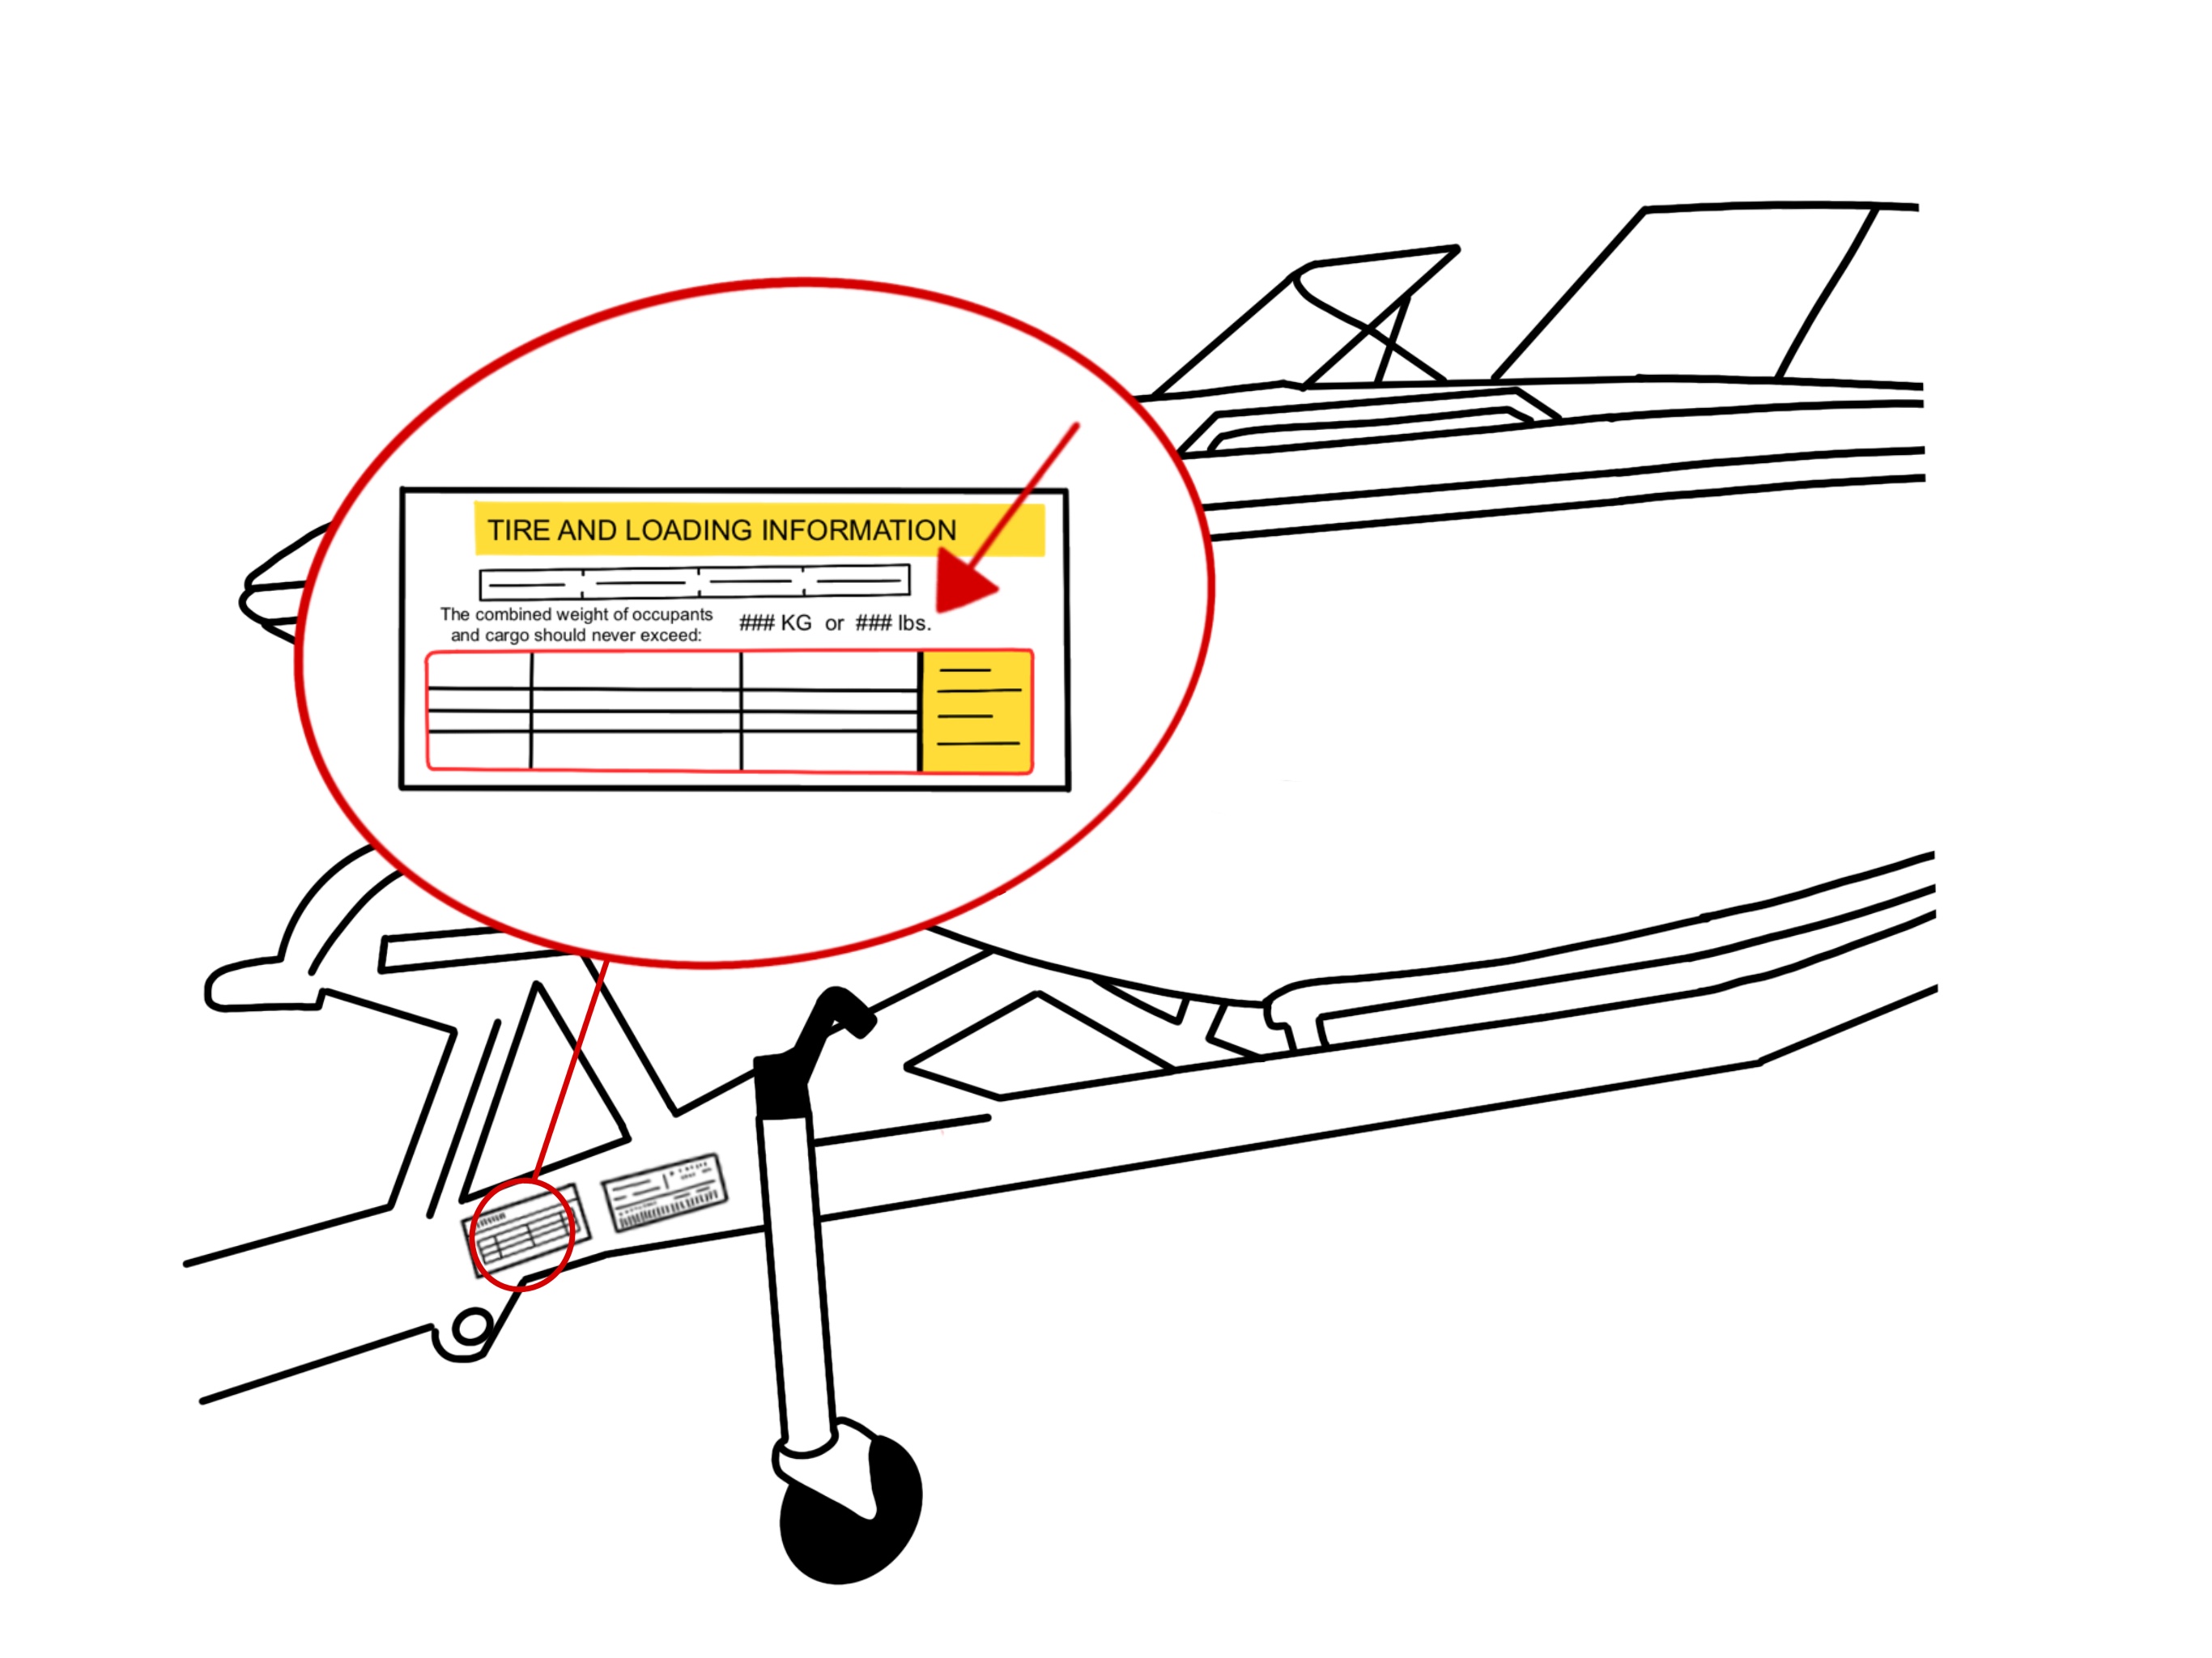 TIRE AND LOADING INFORMATION
The combined weight of occupants
and cargo should never exceed:
### KG or ### lbs.